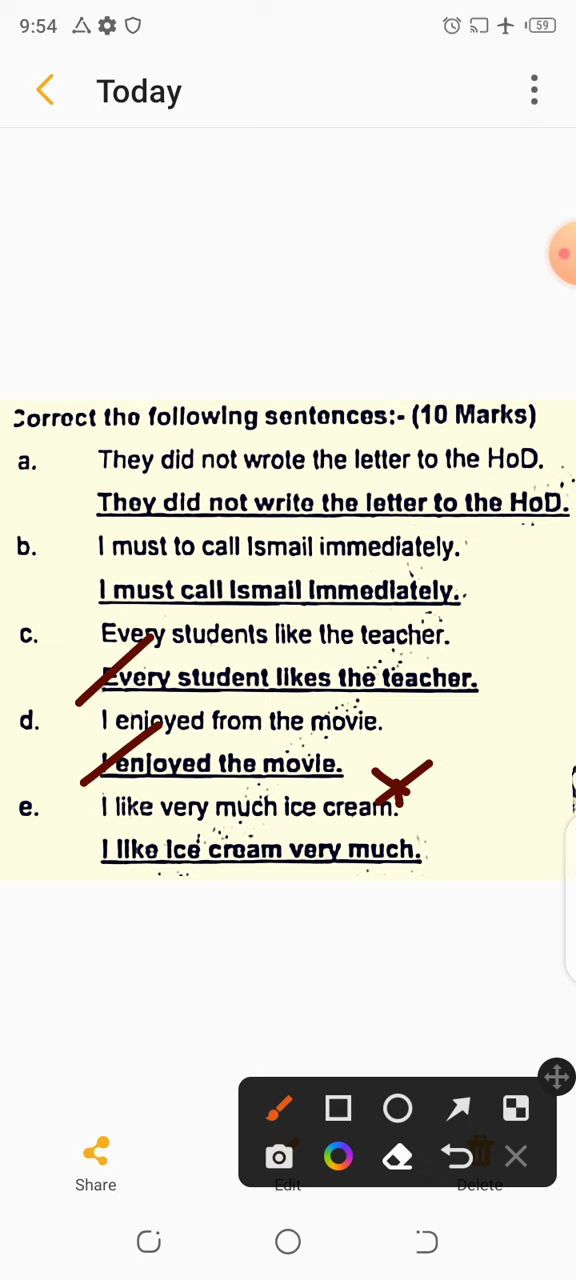 9:54
59
Today
Correct the following sentences:- (10 Marks)
a. They did not wrote the letter to the HoD.
They did not write the letter to the HoD.
b. I must to call Ismail immediately.
I must call Ismail Immediately.
c. Every students like the teacher.
Every student likes the teacher.
d. I enjoyed from the movie.
I enjoyed the movie.
e. I like very much ice cream.
I like Ice cream very much.
Share
Edit
Delete